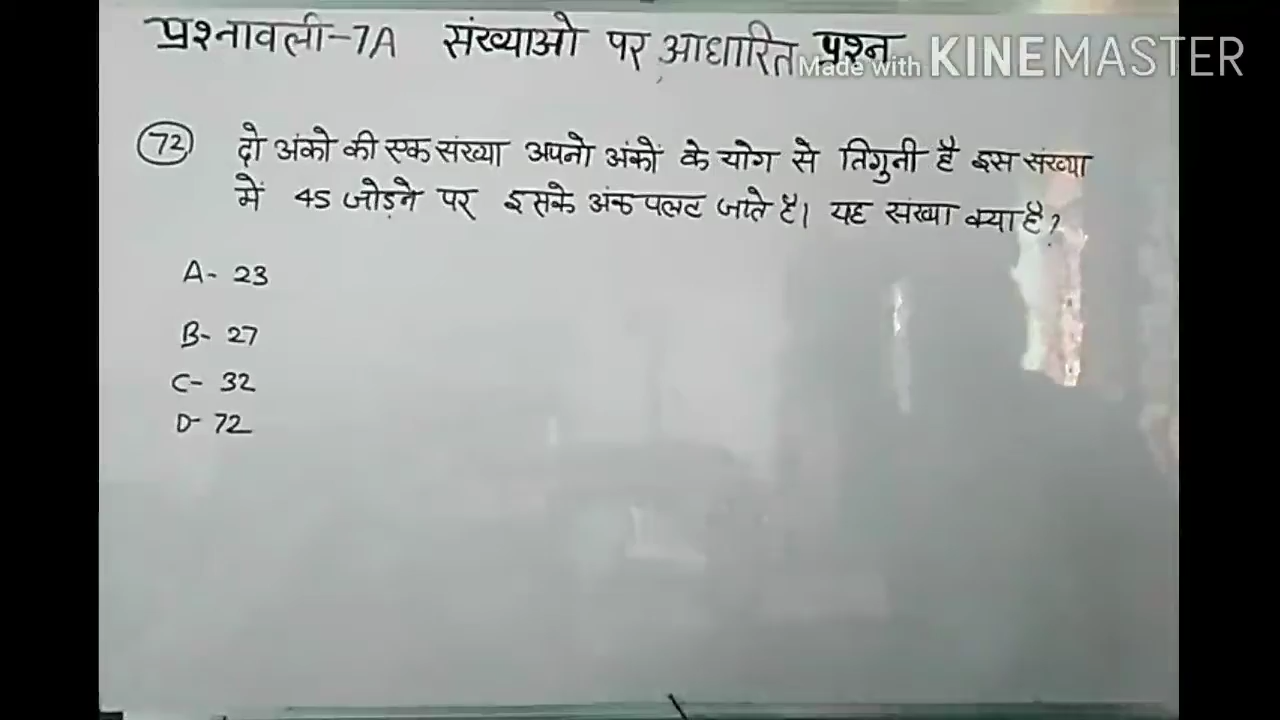 प्रश्नावली-7A संख्याओ पर आधारित प्रश्न
Made with KINEMASTER
72 दो अंको की एक संख्या अपनो अंकों के योग से तिगुनी है इस संख्या
में 45 जोड़ने पर इसके अंक पलट जाते है। यह संख्या क्या है?
A- 23
B- 27
C- 32
D- 72